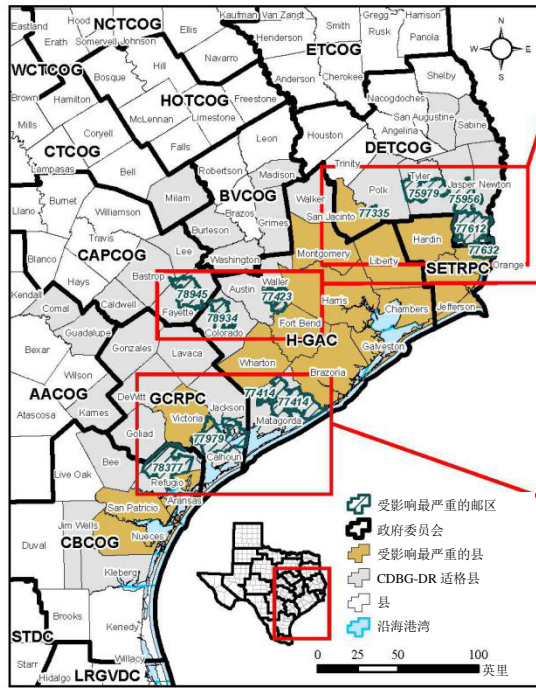 NCTCOG
Hood
Kaufman
Van Zandt
Eastland
Erath
Somervell
Johnson
Ellis
Henderson
Smith
Gregg
Harrison
Rusk
Panola
WCTCOG
Bosque
Hill
Navarro
ETCOG
Anderson
Cherokee
Shelby
N
W
E
S
Brown
Hamilton
HOTCOG
Freestone
Nacogdoches
Mills
McLennan
Limestone
San Augustine
Coryell
Leon
Houston
Angelina
Sabine
CTCOG
Falls
DETCOG
Lampasas
Bell
Robertson
Madison
Trinity
Tyler
Burnet
Milam
BVCOG
Walker
Polk
75979
Jasper
Newton
75956
Llano
Williamson
Brazos
Grimes
San Jacinto
77335
77612
Travis
Burleson
Hardin
CAPCOG
Lee
Washington
Montgomery
Liberty
77632
Blanco
Hays
Bastrop
SETRPC
Orange
78945
Austin
Waller
77423
Harris
Kendall
Caldwell
Fayette
78934
Chambers
Jefferson
Comal
Colorado
Fort Bend
Guadalupe
Gonzales
H-GAC
Galveston
Bexar
Lavaca
Wharton
Brazoria
Wilson
AACOG
DeWitt
GCRPC
77414
Atascosa
Karnes
Victoria
Jackson
77414
Goliad
Matagorda
77979
Bee
Calhoun
Live Oak
78377
Refugio
Aransas
San Patricio
Jim Wells
Duval
Nueces
CBCOG
Kleberg
Brooks
Kenedy
STDC
Starr
Willacy
Hidalgo
LRGVDC
受影响最严重的邮区
政府委员会
受影响最严重的县
CDBG-DR 适格县
县
沿海港湾
0 25 50 100
英里